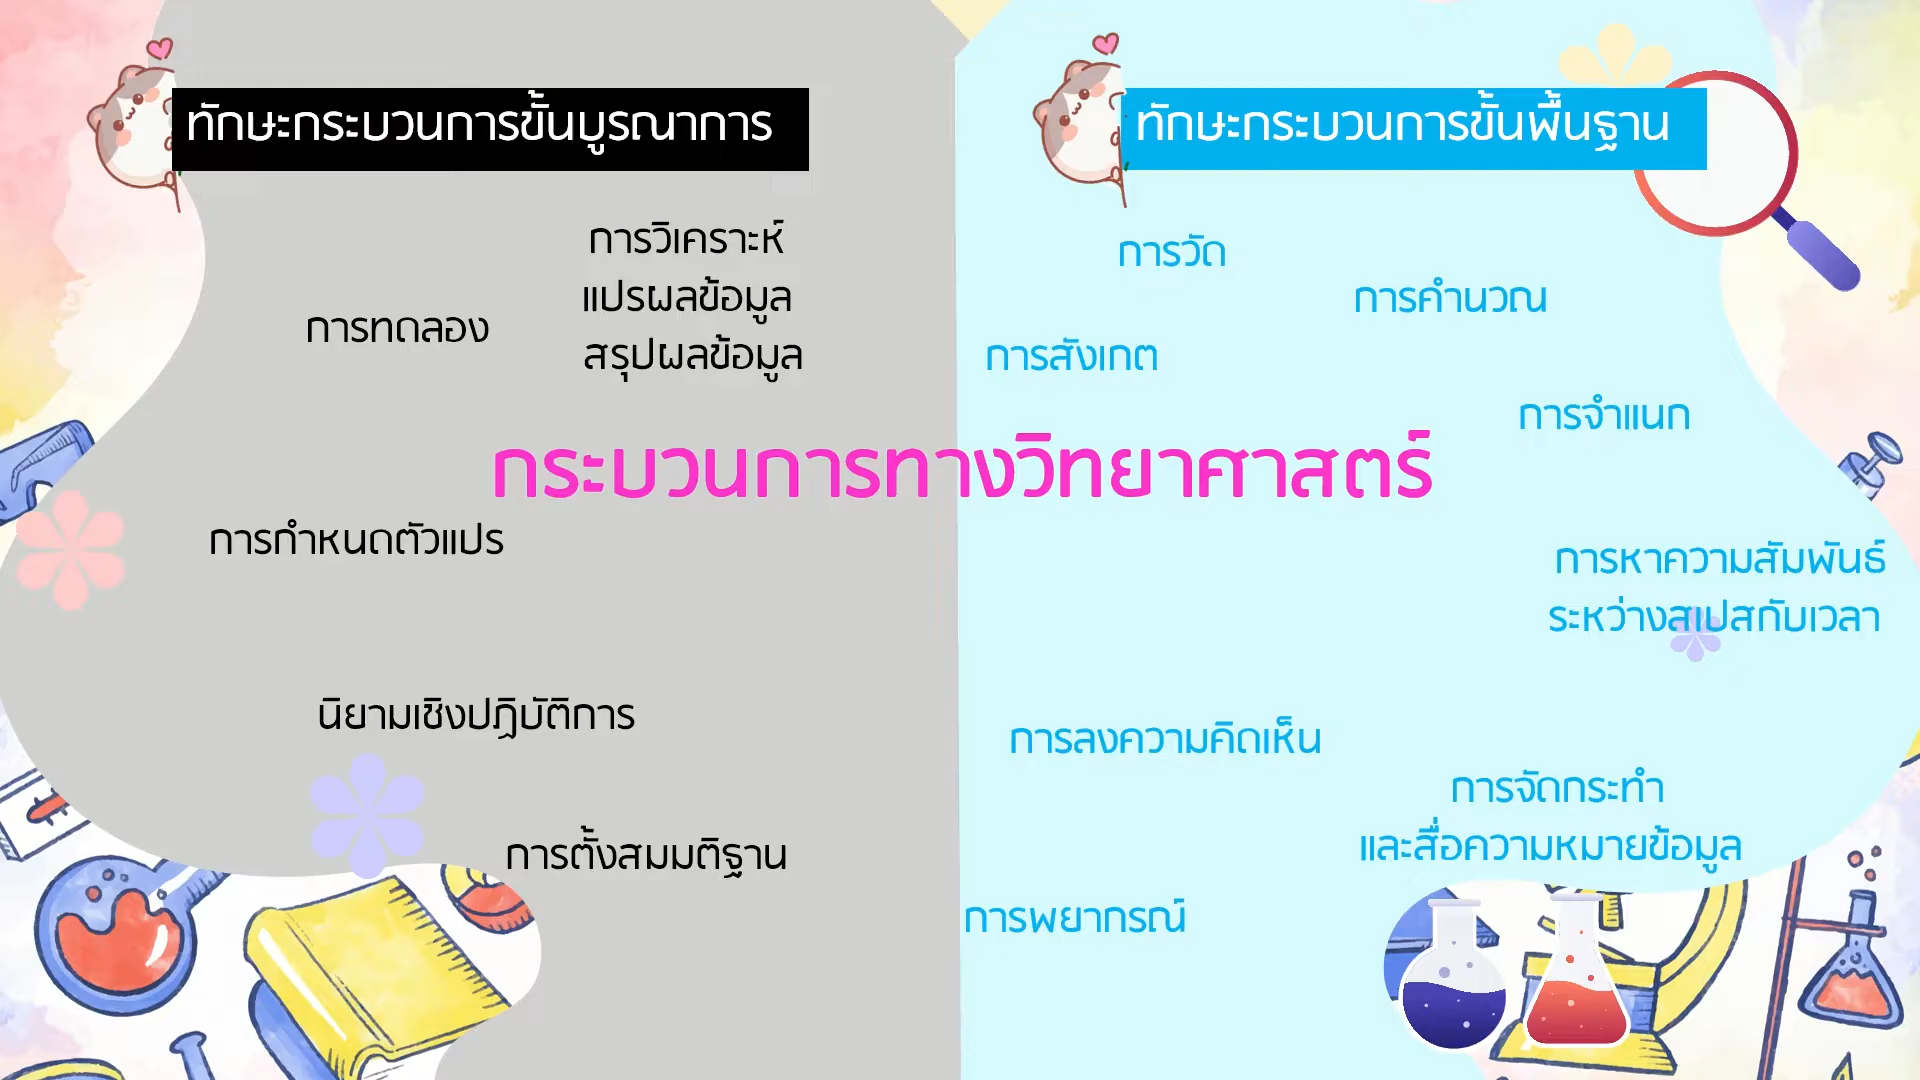 ทักษะกระบวนการขั้นบูรณาการ
การวิเคราะห์
แปรผลข้อมูล
สรุปผลข้อมูล
การทดลอง
การกำหนดตัวแปร
นิยามเชิงปฏิบัติการ
การตั้งสมมติฐาน
กระบวนการทางวิทยาศาสตร์
ทักษะกระบวนการขั้นพื้นฐาน
การวัด
การคำนวณ
การสังเกต
การจำแนก
การหาความสัมพันธ์
ระหว่างสเปสกับเวลา
การลงความคิดเห็น
การจัดกระทำ
และสื่อความหมายข้อมูล
การพยากรณ์